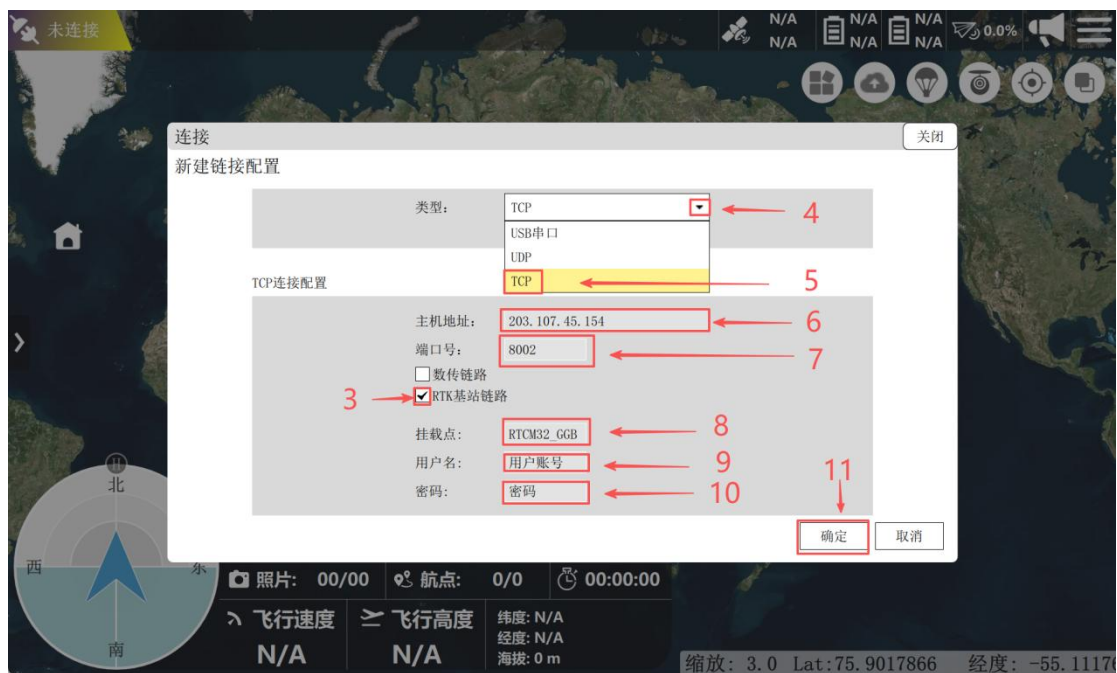 未连接
N/A
N/A
N/A
N/A
N/A
N/A
0.0%
连接
关闭
新建链接配置
类型:
TCP
4
USB串口
UDP
TCP
5
TCP连接配置
主机地址:
203.107.45.154
6
端口号:
8002
7
数传链路
3
RTK基站链路
挂载点:
RTCM32_GGB
8
用户名:
用户账号
9
密码:
密码
10
11
确定
取消
北
西
东
南
照片: 00/00
航点: 0/0
00:00:00
飞行速度
N/A
飞行高度
N/A
纬度: N/A
经度: N/A
海拔: 0 m
缩放: 3.0 Lat:75.9017866 经度: -55.1117